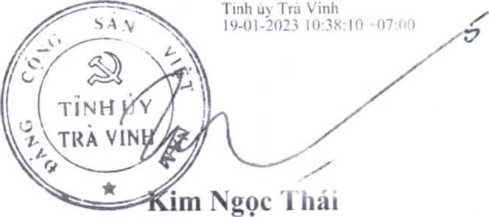 Tỉnh ủy Trà Vinh
19-01-2023 10:38:10 +07:00
ĐẢNG CỘNG SẢN VIỆT NAM
TỈNH ỦY
TRÀ VINH
Kim Ngọc Thái